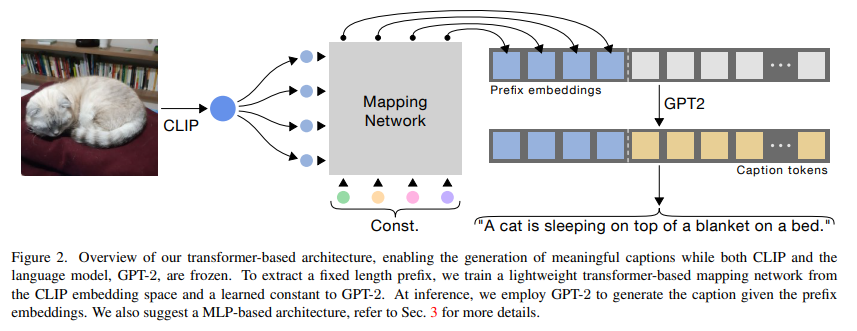 CLIP
Mapping
Network
Const.
Prefix embeddings
GPT2
Caption tokens
"A cat is sleeping on top of a blanket on a bed."
Figure 2. Overview of our transformer-based architecture, enabling the generation of meaningful captions while both CLIP and the
language model, GPT-2, are frozen. To extract a fixed length prefix, we train a lightweight transformer-based mapping network from
the CLIP embedding space and a learned constant to GPT-2. At inference, we employ GPT-2 to generate the caption given the prefix
embeddings. We also suggest a MLP-based architecture, refer to Sec. 3 for more details.